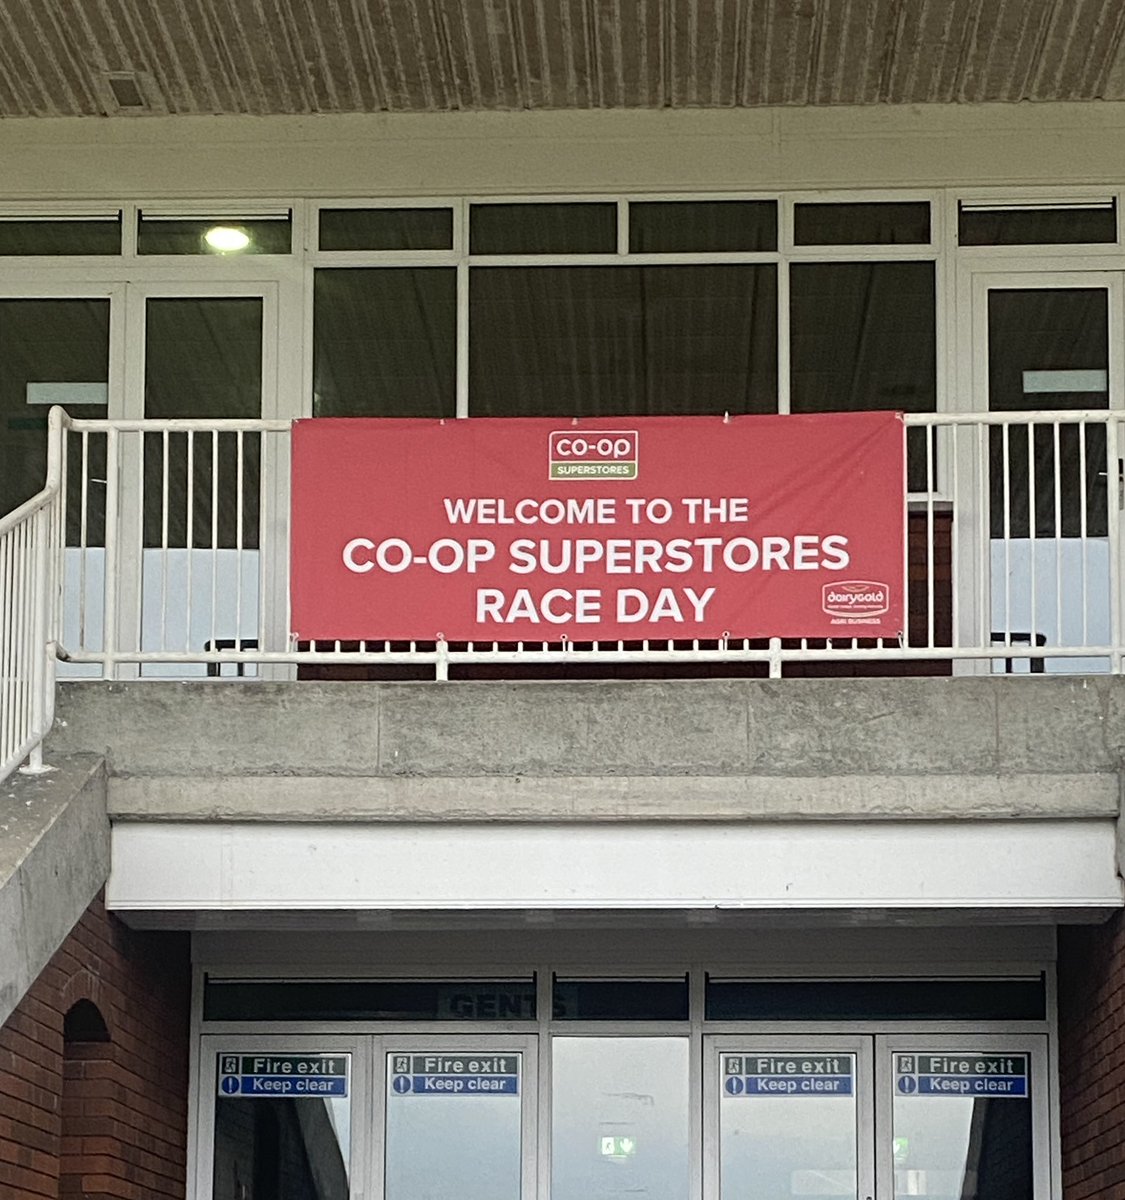 co-op
SUPERSTORES
WELCOME TO THE
CO-OP SUPERSTORES
RACE DAY
dairygold
AGRI BUSINESS
GENTS
Fire exit
Keep clear
Fire exit
Keep clear
Fire exit
Keep clear
Fire exit
Keep clear